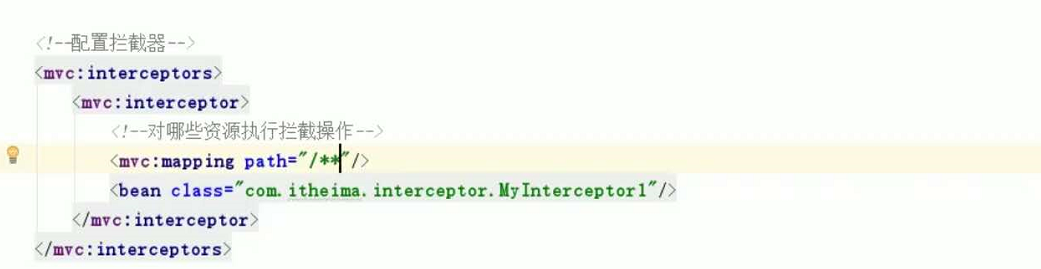 <!--配置拦截器-->
<mvc:interceptors>
<mvc:interceptor>
<!--对哪些资源执行拦截操作-->
<mvc:mapping path="/**"/>
<bean class="com.itheima.interceptor.MyInterceptor1"/>
</mvc:interceptor>
</mvc:interceptors>